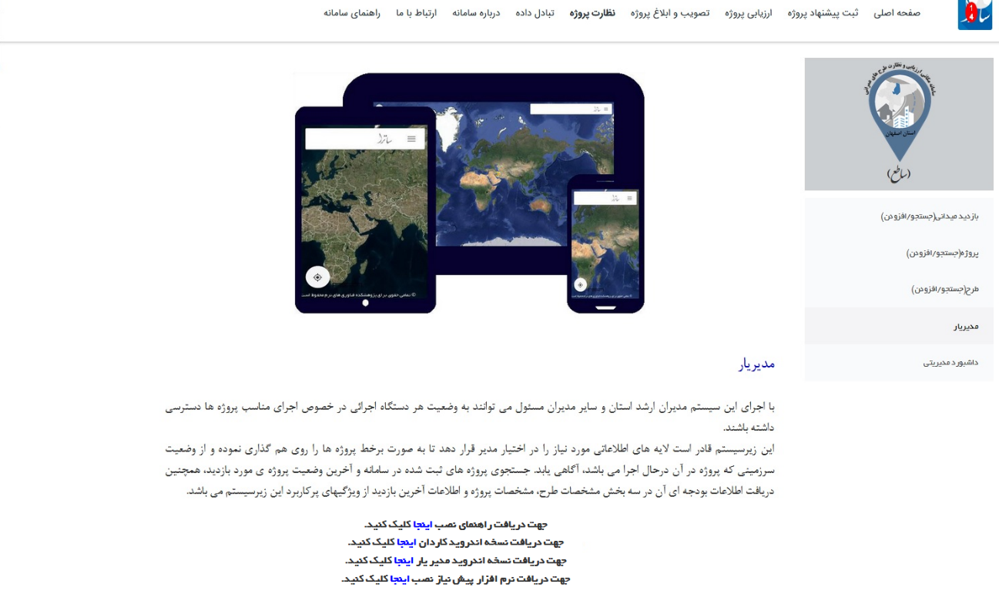 صفحه اصلی
ثبت پیشنهاد پروژه
ارزیابی پروژه
تصویب و ابلاغ پروژه
نظارت پروژه
تبادل داده
درباره سامانه
ارتباط با ما
راهنمای سامانه
سامانه مکانی ارزیابی و نظارت طرح های عمرانی
استان اصفهان
(ساطع)
بازدید میدانی(جستجو/افزودن)
پروژه(جستجو/افزودن)
طرح(جستجو/افزودن)
مدیریار
داشبورد مدیریتی
ساترا
ساترا
ساترا
© تمامی حقوق برای پژوهشکده فناوری های نرم محفوظ است
مدیریار
با اجرای این سیستم مدیران ارشد استان و سایر مدیران مسئول می توانند به وضعیت هر دستگاه اجرائی در خصوص اجرای مناسب پروژه ها دسترسی
داشته باشند.
این زیرسیستم قادر است لایه های اطلاعاتی مورد نیاز را در اختیار مدیر قرار دهد تا به صورت برخط پروژه ها را روی هم گذاری نموده و از وضعیت
سرزمینی که پروژه در آن درحال اجرا می باشد، آگاهی یابد. جستجوی پروژه های ثبت شده در سامانه و آخرین وضعیت پروژه ی مورد بازدید، همچنین
دریافت اطلاعات بودجه ای آن در سه بخش مشخصات طرح، مشخصات پروژه و اطلاعات آخرین بازدید از ویژگیهای پرکاربرد این زیرسیستم می باشد.
جهت دریافت راهنمای نصب اینجا کلیک کنید.
جهت دریافت نسخه اندروید کاردان اینجا کلیک کنید.
جهت دریافت نسخه اندروید مدیر یار اینجا کلیک کنید.
جهت دریافت نرم افزار پیش نیاز نصب اینجا کلیک کنید.